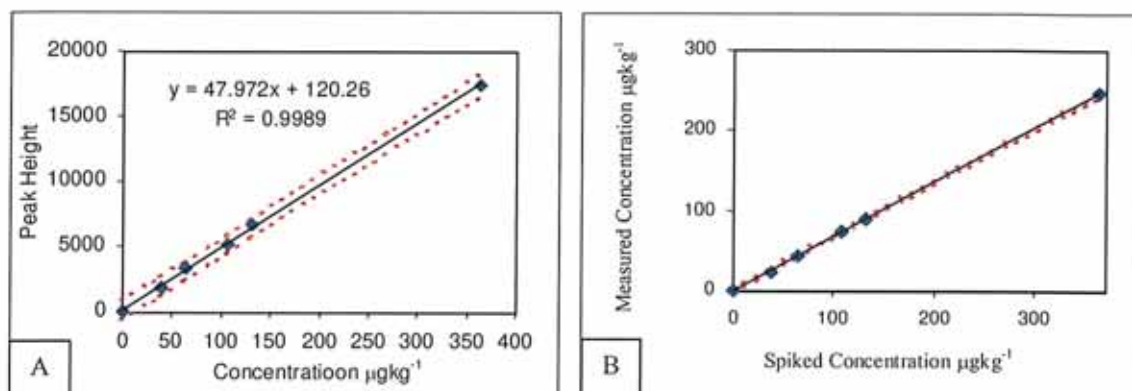 20000
15000
10000
5000
0
Peak Height
y = 47.972x + 120.26
R² = 0.9989
0 50 100 150 200 250 300 350 400
Concentratioon µgkg⁻¹
A
300
200
100
0
Measured Concentration µgkg⁻¹
0 100 200 300
Spiked Concentration µgkg⁻¹
B